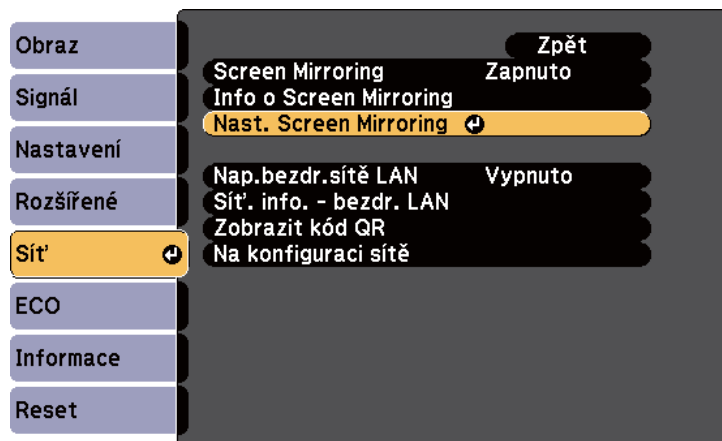 Obraz
Signál
Nastavení
Rozšířené
Síť
ECO
Informace
Reset
Zpět
Screen Mirroring Zapnuto
Info o Screen Mirroring
Nast. Screen Mirroring
Nap.bezdr.sítě LAN Vypnuto
Síť. info. - bezdr. LAN
Zobrazit kód QR
Na konfiguraci sítě